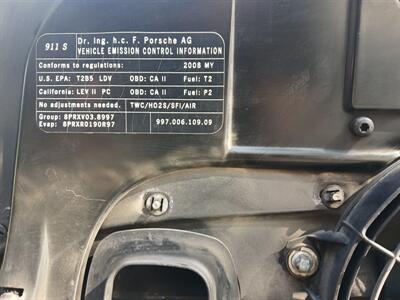 911 S Dr. Ing. h.c. F. Porsche AG
VEHICLE EMISSION CONTROL INFORMATION
Conforms to regulations: 2008 MY
U.S. EPA: T2B5 LDV OBD: CA II Fuel: T2
California: LEV II PC OBD: CA II Fuel: P2
No adjustments needed. TWC/HO2S/SFI/AIR
Group: 8PRXV03.8997
Evap: 8PRXR0190R97 997.006.109.09